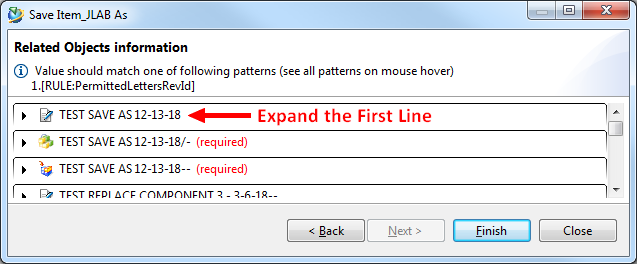 Save Item_JLAB As
Related Objects information
Value should match one of following patterns (see all patterns on mouse hover)
1.[RULE:PermittedLettersRevId]
TEST SAVE AS 12-13-18
Expand the First Line
TEST SAVE AS 12-13-18/- (required)
TEST SAVE AS 12-13-18-- (required)
TEST REPLACE COMPONENT 3 - 3-6-18--
< Back
Next >
Finish
Close